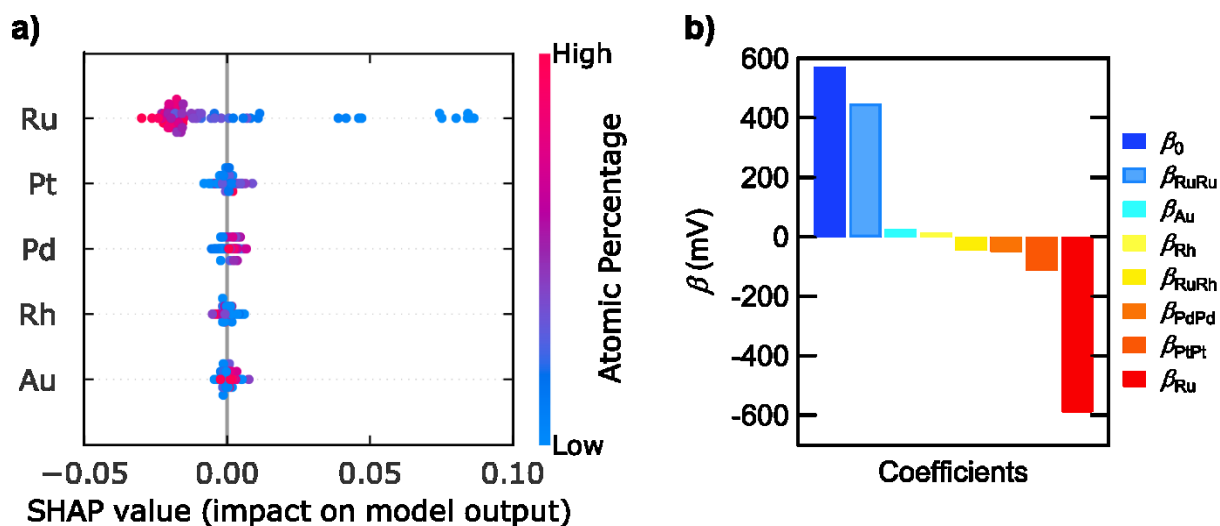 a)
Ru
Pt
Pd
Rh
Au
−0.05
0.00
0.05
0.10
SHAP value (impact on model output)
High
Low
Atomic Percentage
b)
600
400
200
0
-200
-400
-600
β (mV)
Coefficients
β0
βRuRu
βAu
βRh
βRuRh
βPdPd
βPtPt
βRu